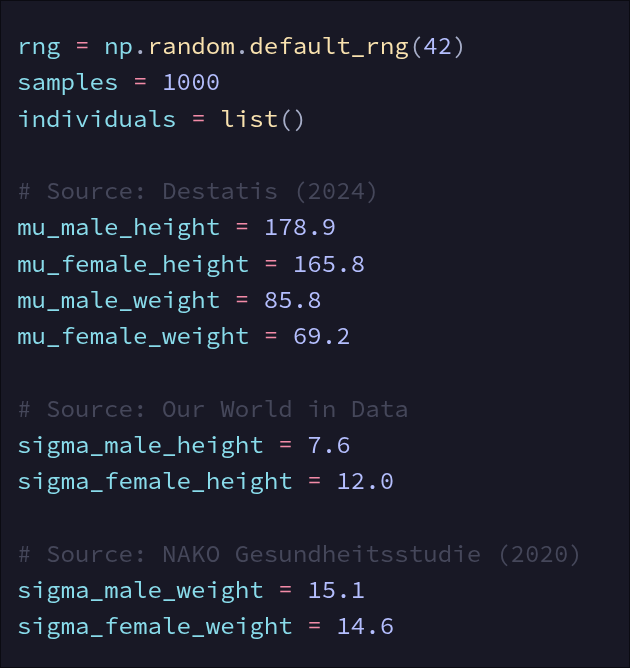 rng = np.random.default_rng(42)
samples = 1000
individuals = list()
# Source: Destatis (2024)
mu_male_height = 178.9
mu_female_height = 165.8
mu_male_weight = 85.8
mu_female_weight = 69.2
# Source: Our World in Data
sigma_male_height = 7.6
sigma_female_height = 12.0
# Source: NAKO Gesundheitsstudie (2020)
sigma_male_weight = 15.1
sigma_female_weight = 14.6